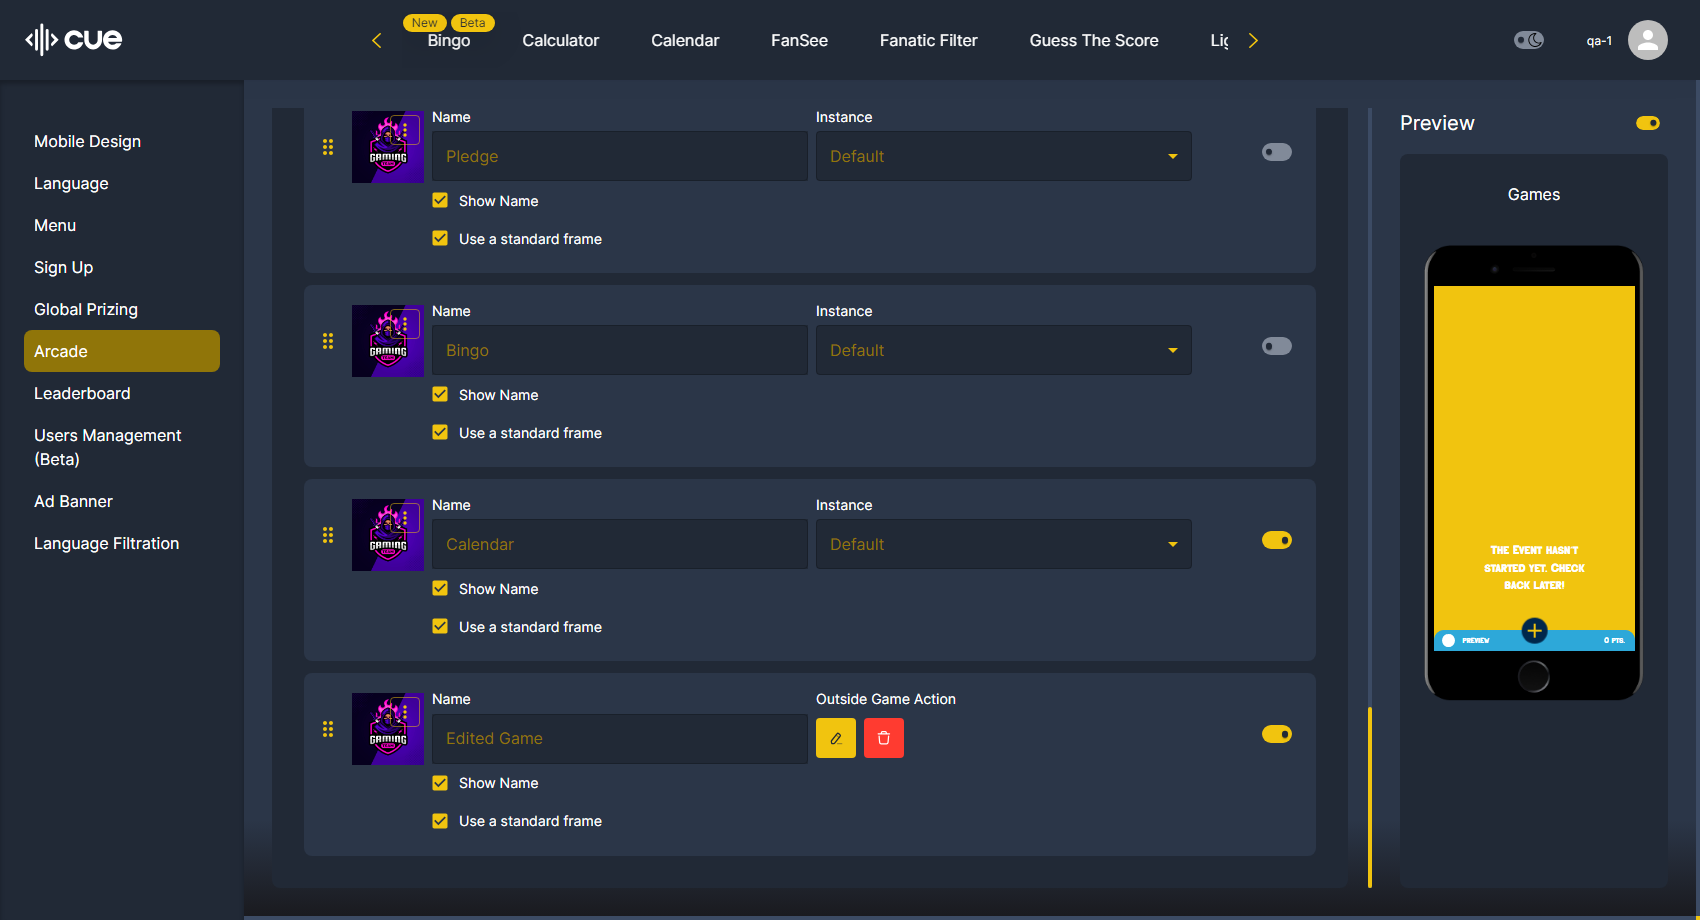 cue
New
Beta
Bingo
Calculator
Calendar
FanSee
Fanatic Filter
Guess The Score
qa-1
Mobile Design
Language
Menu
Sign Up
Global Prizing
Arcade
Leaderboard
Users Management
(Beta)
Ad Banner
Language Filtration
GAMING
Name
Instance
Pledge
Default
Show Name
Use a standard frame
GAMING
Name
Instance
Bingo
Default
Show Name
Use a standard frame
GAMING
Name
Instance
Calendar
Default
Show Name
Use a standard frame
GAMING
Name
Outside Game Action
Edited Game
Show Name
Use a standard frame
Preview
Games
The Event hasn't
started yet. Check
back later!
PREVIEW
0 PTS.